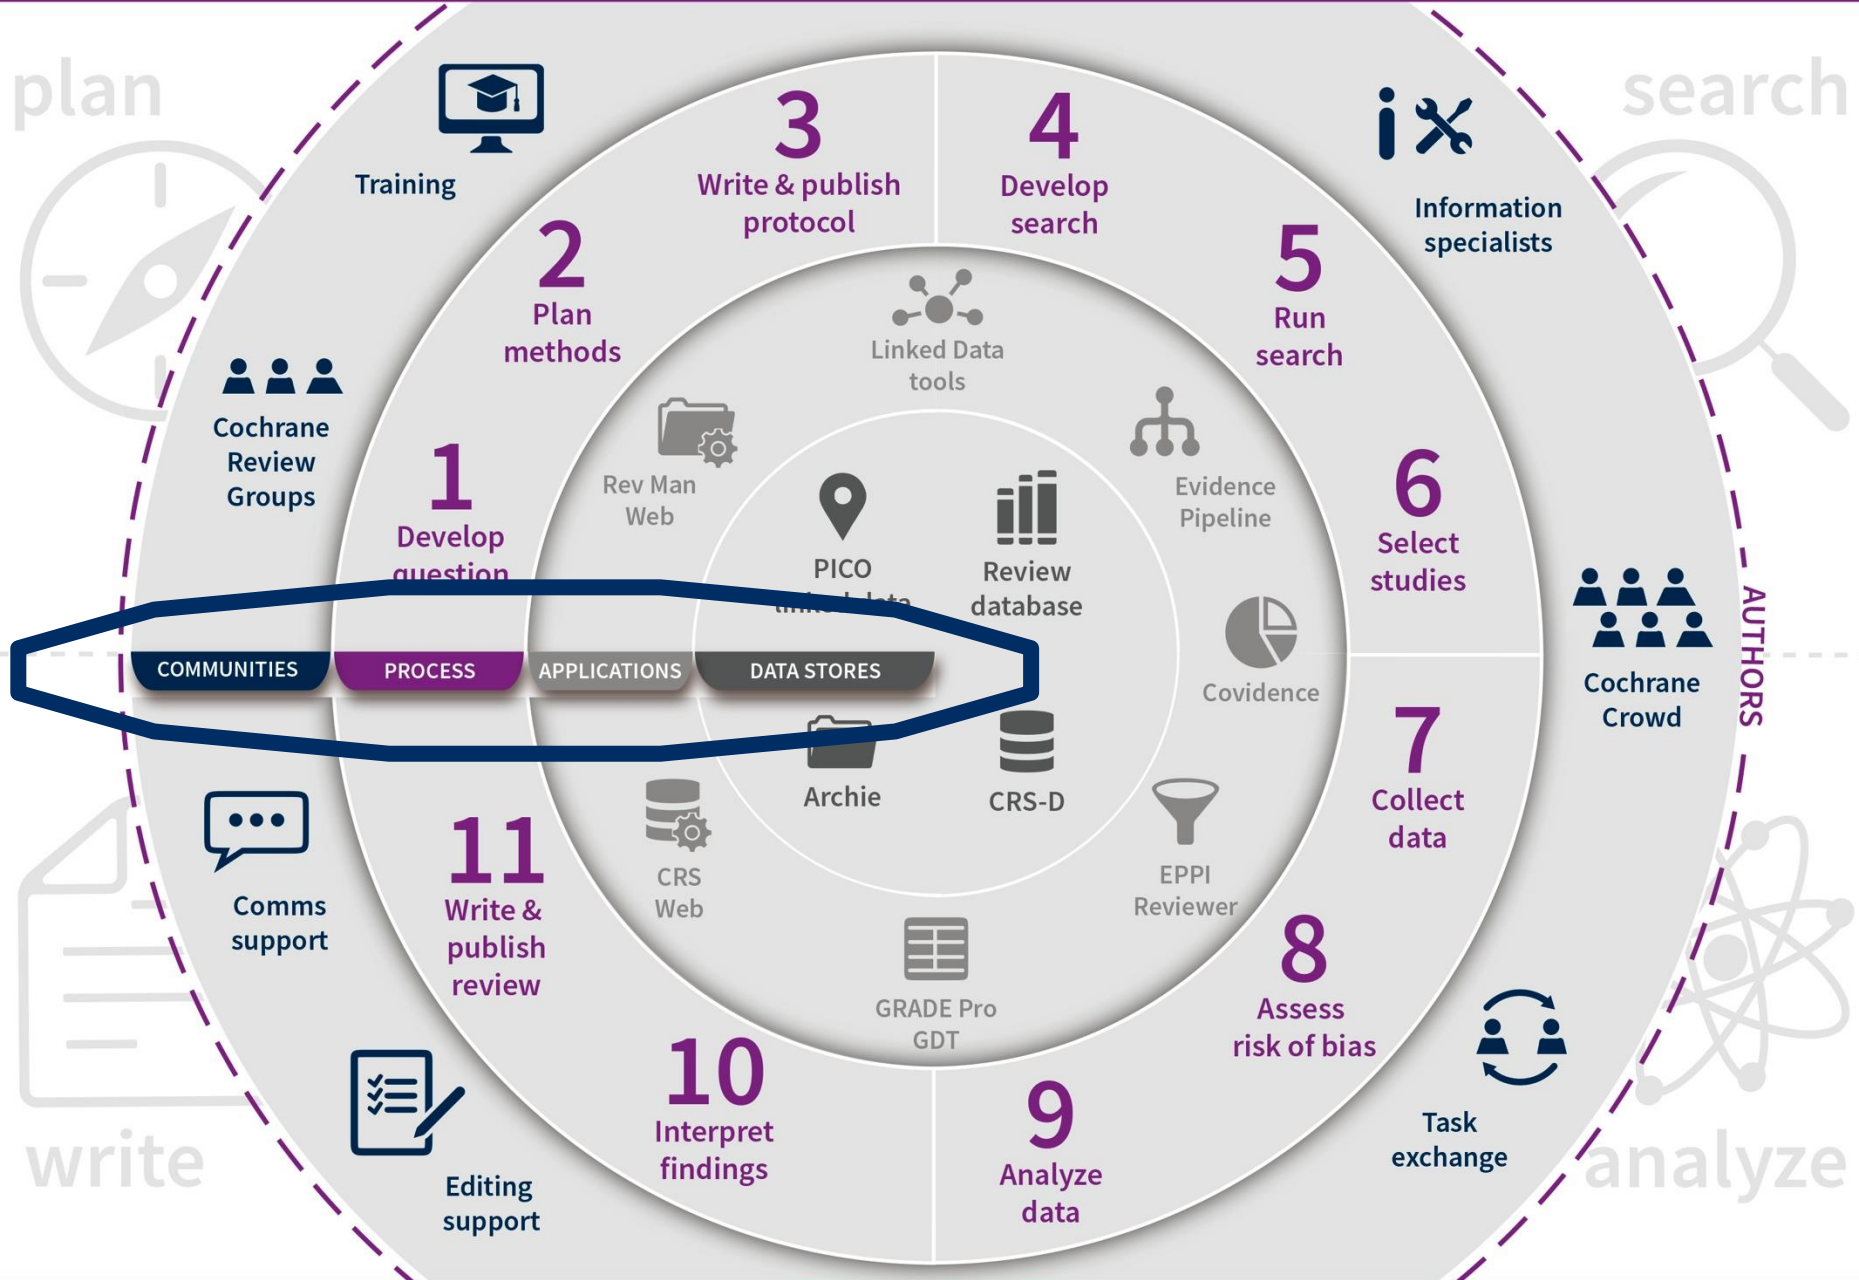 plan
search
Training
3
Write & publish
protocol
4
Develop
search
Information
specialists
2
Plan
methods
5
Run
search
Linked Data
tools
Cochrane
Review
Groups
1
Develop
question
Rev Man
Web
Evidence
Pipeline
6
Select
studies
PICO
linked data
Review
database
COMMUNITIES
PROCESS
APPLICATIONS
DATA STORES
Covidence
Cochrane
Crowd
AUTHORS
Archie
CRS-D
7
Collect
data
Comms
support
11
Write &
publish
review
CRS
Web
EPPI
Reviewer
GRADE Pro
GDT
8
Assess
risk of bias
10
Interpret
findings
9
Analyze
data
Task
exchange
Editing
support
write
analyze